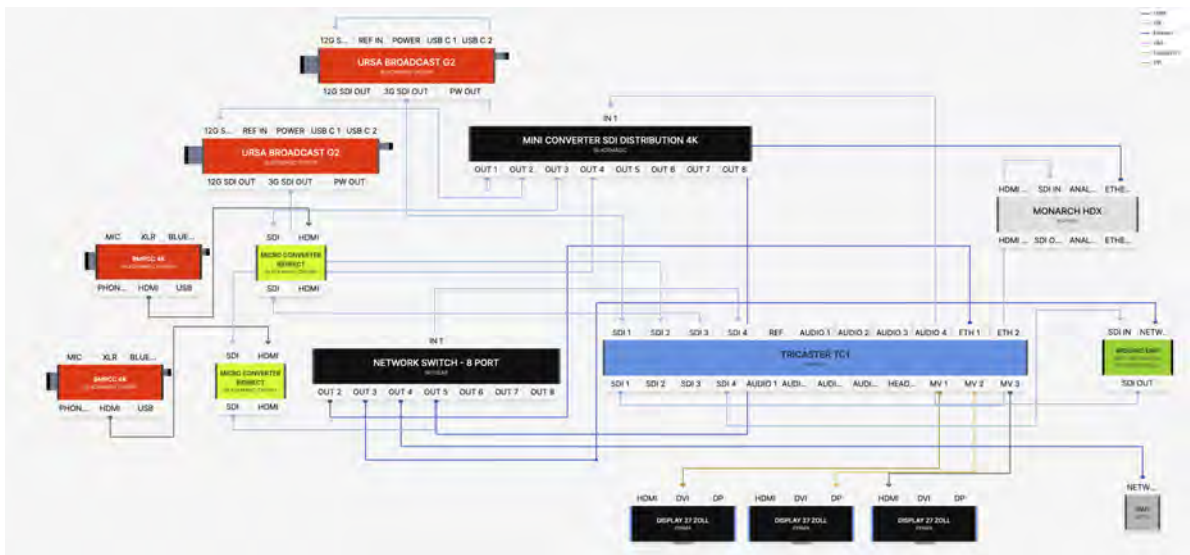 12G S... REF IN POWER USB C 1 USB C 2
URSA BROADCAST G2
12G SDI OUT 3G SDI OUT PW OUT
12G S... REF IN POWER USB C 1 USB C 2
URSA BROADCAST G2
12G SDI OUT 3G SDI OUT PW OUT
IN 1
MINI CONVERTER SDI DISTRIBUTION 4K
BLACKMAGIC
OUT 1 OUT 2 OUT 3 OUT 4 OUT 5 OUT 6 OUT 7 OUT 8
HDMI ... SDI IN ANAL... ETHE...
MONARCH HDX
HDMI ... SDI O... ANAL... ETHE...
MIC XLR BLUE...
BMPCC 4K
PHON... HDMI USB
SDI HDMI
MICRO CONVERTER
BIDIRECT
SDI HDMI
MIC XLR BLUE...
BMPCC 4K
PHON... HDMI USB
SDI HDMI
MICRO CONVERTER
BIDIRECT
SDI HDMI
IN 1
NETWORK SWITCH - 8 PORT
OUT 2 OUT 3 OUT 4 OUT 5 OUT 6 OUT 7 OUT 8
SDI 1 SDI 2 SDI 3 SDI 4 REF AUDIO 1 AUDIO 2 AUDIO 3 AUDIO 4 ETH 1 ETH 2
TRICASTER TC1
SDI 1 SDI 2 SDI 3 SDI 4 AUDIO 1 AUDI... AUDI... AUDI... HEAD... MV 1 MV 2 MV 3
SDI IN NETW...
SDI OUT
HDMI DVI DP
DISPLAY 27 ZOLL
HDMI DVI DP
DISPLAY 27 ZOLL
HDMI DVI DP
DISPLAY 27 ZOLL
NETW...